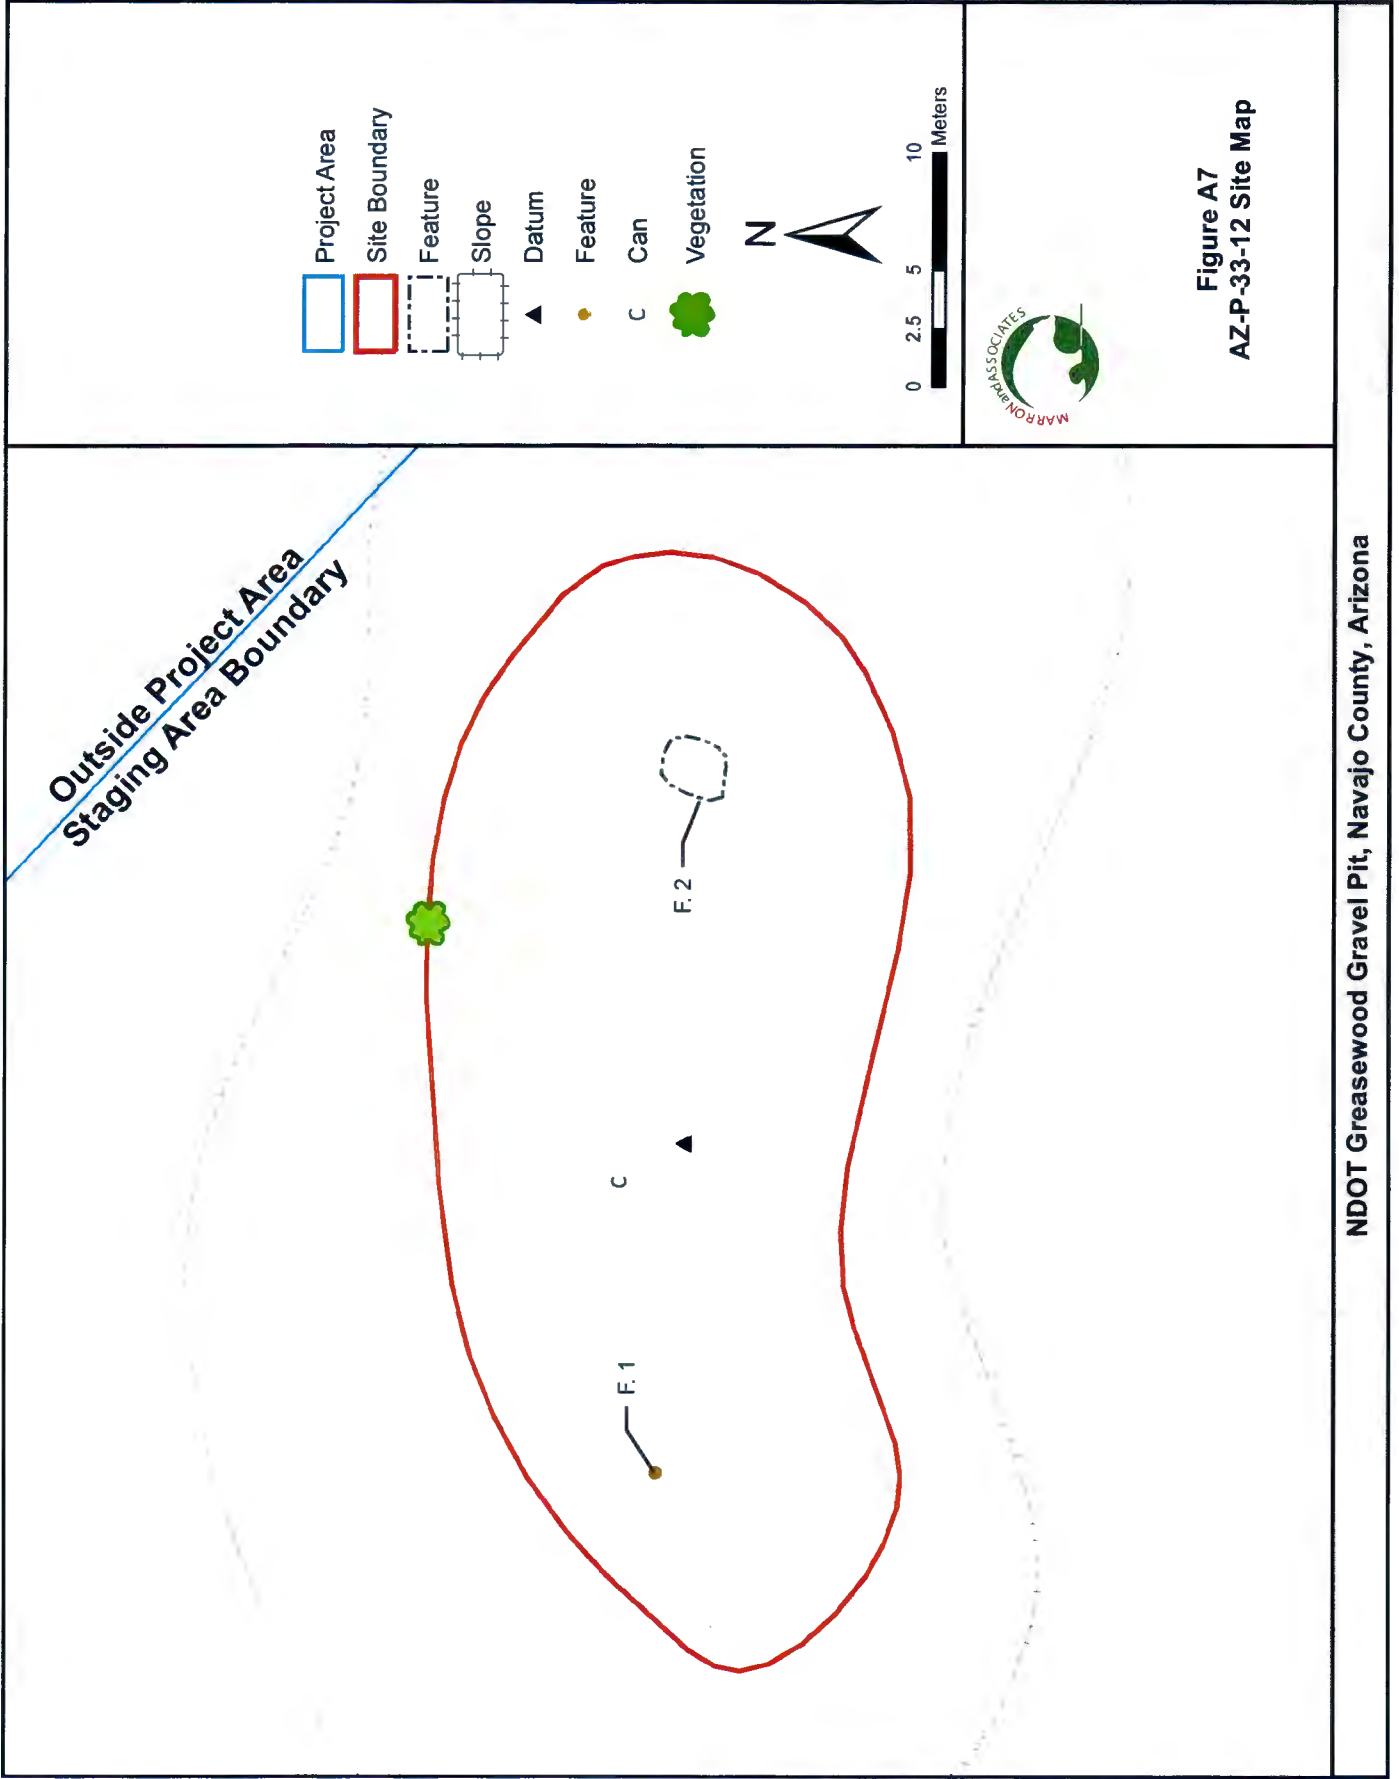 Outside Project Area
Staging Area Boundary
F. 1
C
F. 2
Project Area
Site Boundary
Feature
Slope
Datum
Feature
C Can
Vegetation
N
0 2.5 5 10
Meters
MARRON and ASSOCIATES
Figure A7
AZ-P-33-12 Site Map
NDOT Greasewood Gravel Pit, Navajo County, Arizona